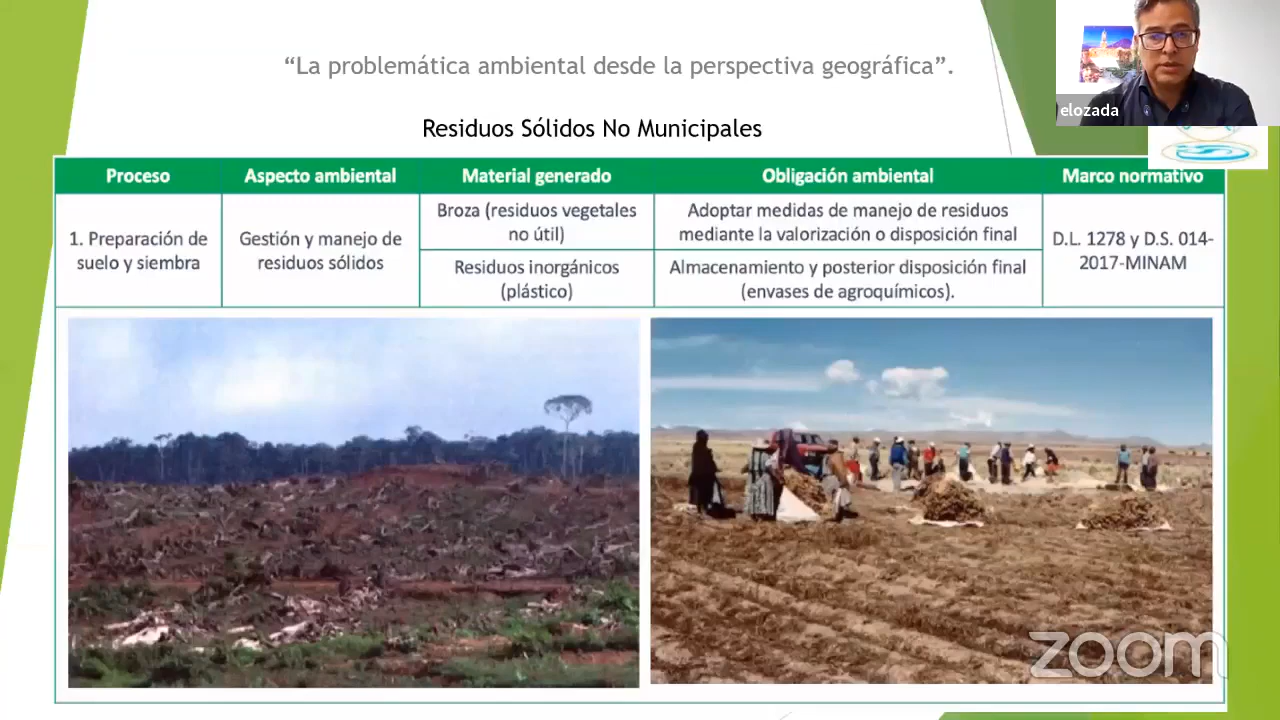 “La problemática ambiental desde la perspectiva geográfica”.
elozada
Residuos Sólidos No Municipales
Proceso
Aspecto ambiental
Material generado
Obligación ambiental
Marco normativo
1. Preparación de
suelo y siembra
Gestión y manejo de
residuos sólidos
Broza (residuos vegetales
no útil)
Adoptar medidas de manejo de residuos
mediante la valorización o disposición final
D.L. 1278 y D.S. 014-
2017-MINAM
Residuos inorgánicos
(plástico)
Almacenamiento y posterior disposición final
(envases de agroquímicos).
zoom